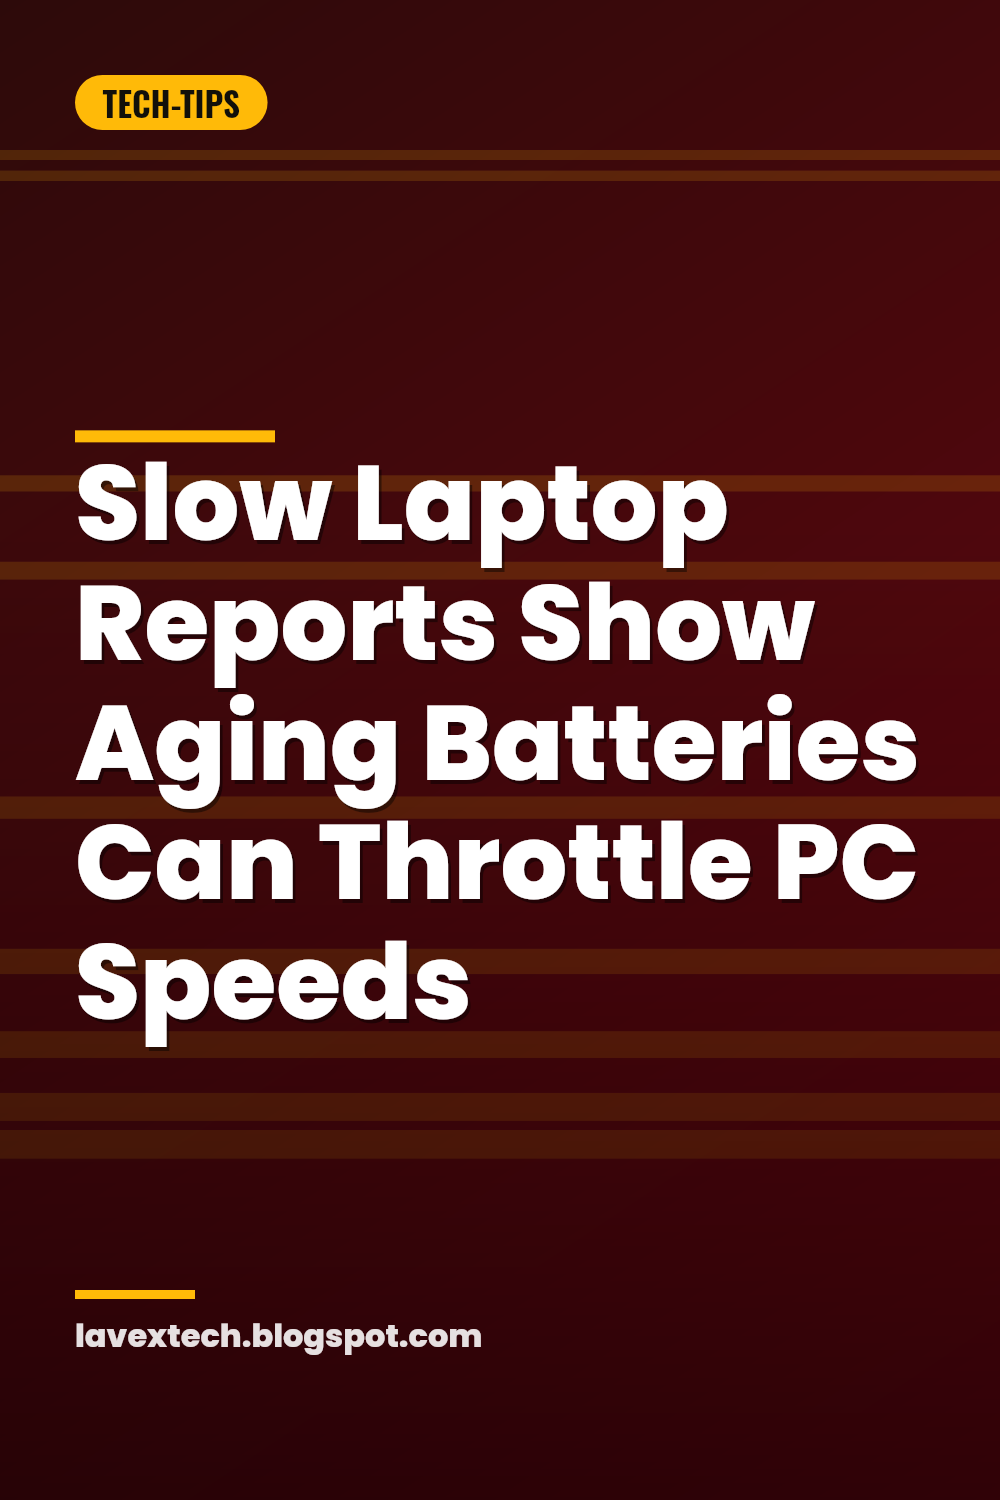 TECH-TIPS
Slow Laptop
Reports Show
Aging Batteries
Can Throttle PC
Speeds
lavextech.blogspot.com